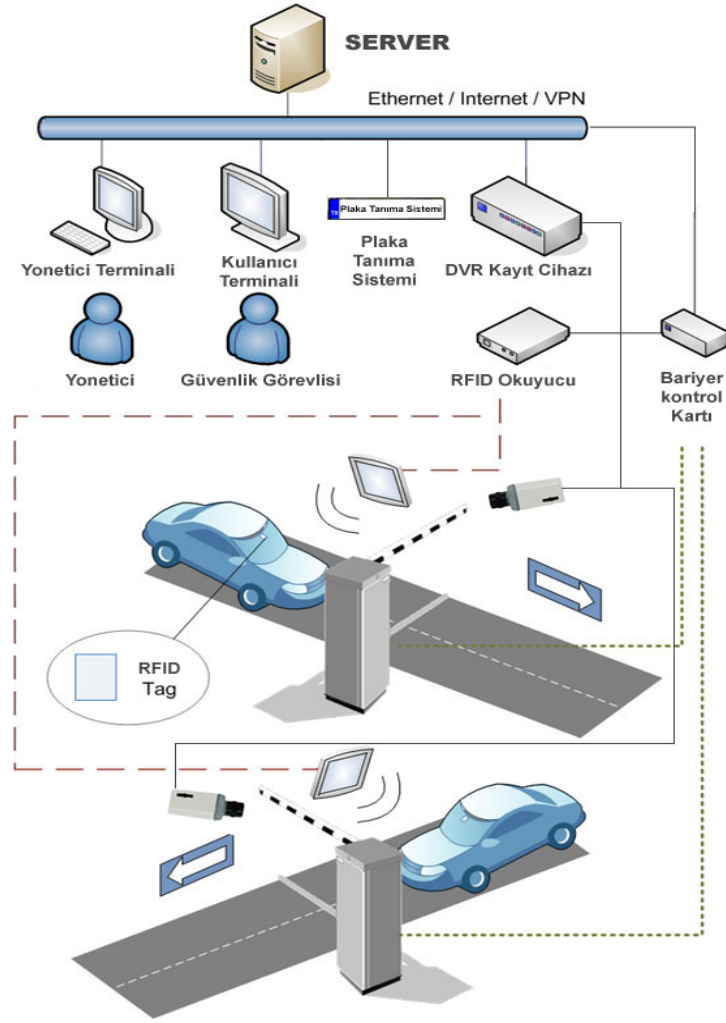 SERVER
Ethernet / Internet / VPN
Plaka Tanıma Sistemi
Yonetici Terminali
Kullanıcı
Terminali
Plaka
Tanıma
Sistemi
DVR Kayıt Cihazı
Yonetici
Güvenlik Görevlisi
RFID Okuyucu
Bariyer
kontrol
Kartı
RFID
Tag